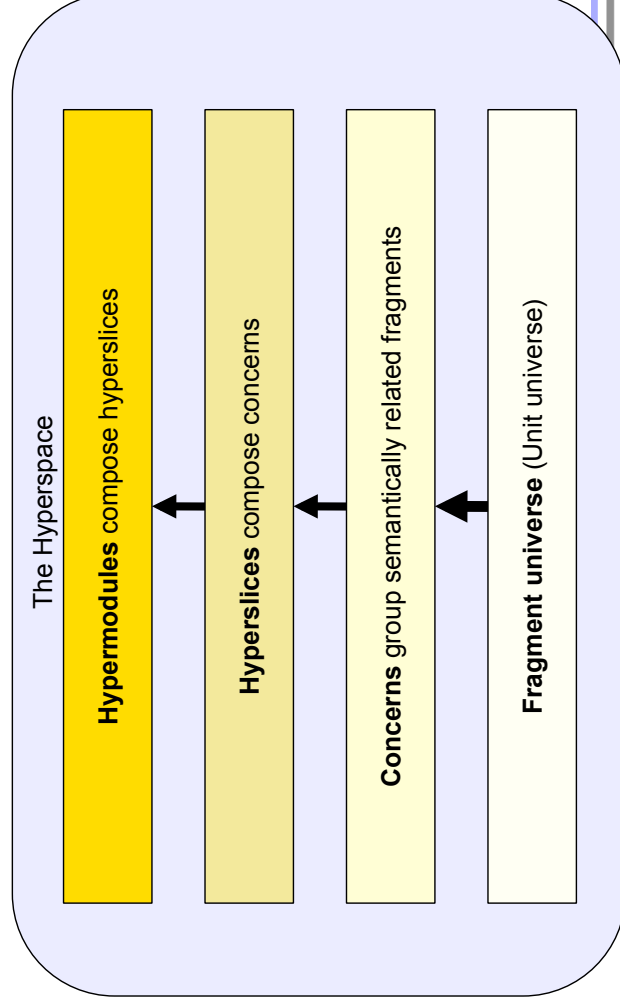 The Hyperspace
Hypermodules compose hyperslices
Hyperslices compose concerns
Concerns group semantically related fragments
Fragment universe (Unit universe)